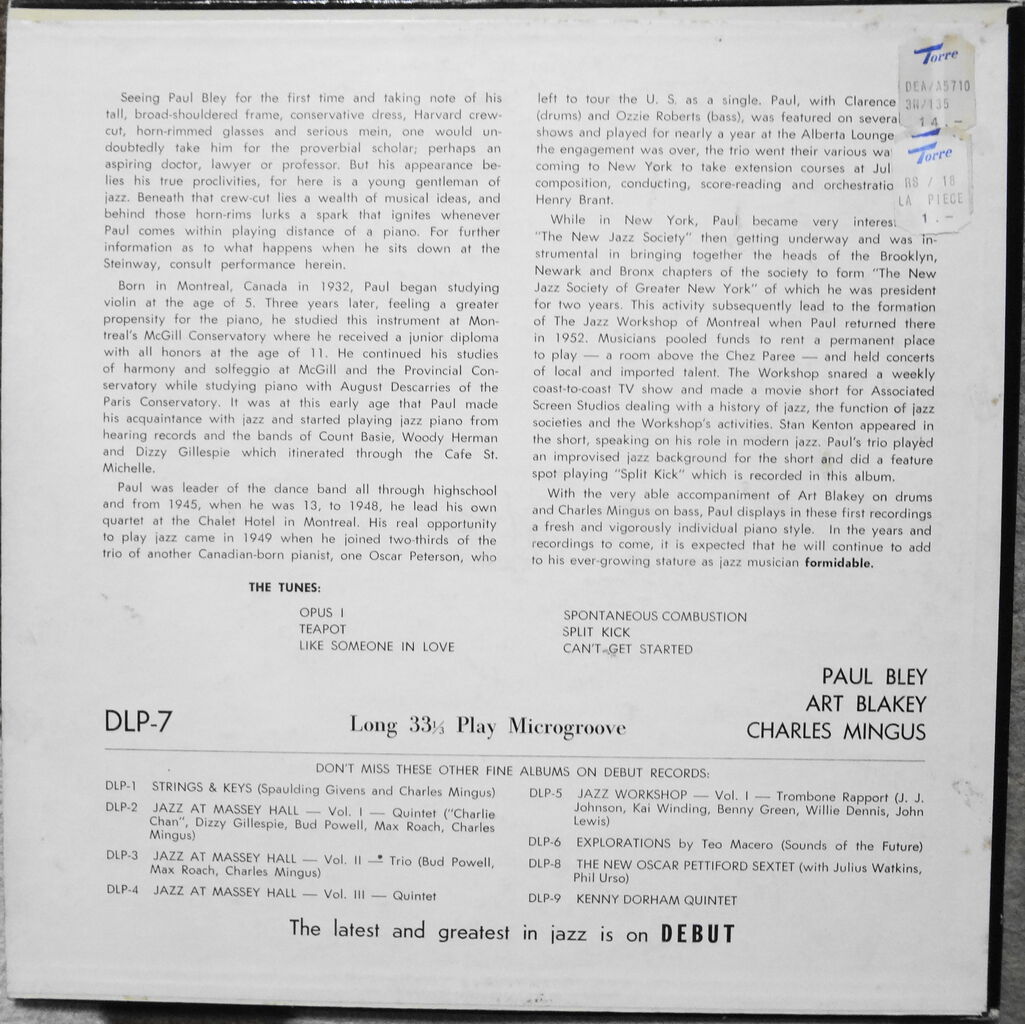 Seeing Paul Bley for the first time and taking note of his
tall, broad-shouldered frame, conservative dress, Harvard crew-
cut, horn-rimmed glasses and serious mein, one would un-
doubtedly take him for the proverbial scholar; perhaps an
aspiring doctor, lawyer or professor. But his appearance be-
lies his true proclivities, for here is a young gentleman of
jazz. Beneath that crew-cut lies a wealth of musical ideas, and
behind those horn-rims lurks a spark that ignites whenever
Paul comes within playing distance of a piano. For further
information as to what happens when he sits down at the
Steinway, consult performance herein.
Born in Montreal, Canada in 1932, Paul began studying
violin at the age of 5. Three years later, feeling a greater
propensity for the piano, he studied this instrument at Mon-
treal's McGill Conservatory where he received a junior diploma
with all honors at the age of 11. He continued his studies
of harmony and solfeggio at McGill and the Provincial Con-
servatory while studying piano with August Descarries of the
Paris Conservatory. It was at this early age that Paul made
his acquaintance with jazz and started playing jazz piano from
hearing records and the bands of Count Basie, Woody Herman
and Dizzy Gillespie which itinerated through the Cafe St.
Michelle.
Paul was leader of the dance band all through highschool
and from 1945, when he was 13, to 1948, he lead his own
quartet at the Chalet Hotel in Montreal. His real opportunity
to play jazz came in 1949 when he joined two-thirds of the
trio of another Canadian-born pianist, one Oscar Peterson, who
left to tour the U. S. as a single. Paul, with Clarence
(drums) and Ozzie Roberts (bass), was featured on severa
shows and played for nearly a year at the Alberta Lounge
the engagement was over, the trio went their various wa
coming to New York to take extension courses at Jul
composition, conducting, score-reading and orchestratio
Henry Brant.
While in New York, Paul became very interes
"The New Jazz Society" then getting underway and was in-
strumental in bringing together the heads of the Brooklyn,
Newark and Bronx chapters of the society to form "The New
Jazz Society of Greater New York" of which he was president
for two years. This activity subsequently lead to the formation
of The Jazz Workshop of Montreal when Paul returned there
in 1952. Musicians pooled funds to rent a permanent place
to play — a room above the Chez Paree — and held concerts
of local and imported talent. The Workshop snared a weekly
coast-to-coast TV show and made a movie short for Associated
Screen Studios dealing with a history of jazz, the function of jazz
societies and the Workshop's activities. Stan Kenton appeared in
the short, speaking on his role in modern jazz. Paul's trio played
an improvised jazz background for the short and did a feature
spot playing "Split Kick" which is recorded in this album.
With the very able accompaniment of Art Blakey on drums
and Charles Mingus on bass, Paul displays in these first recordings
a fresh and vigorously individual piano style. In the years and
recordings to come, it is expected that he will continue to add
to his ever-growing stature as jazz musician formidable.
Torre
DEA/A5710
3N/135
14.-
Torre
RS / 18
LA PIECE
1.-
THE TUNES:
OPUS I
TEAPOT
LIKE SOMEONE IN LOVE
SPONTANEOUS COMBUSTION
SPLIT KICK
CAN'T GET STARTED
PAUL BLEY
ART BLAKEY
CHARLES MINGUS
DLP-7
Long 33⅓ Play Microgroove
DON'T MISS THESE OTHER FINE ALBUMS ON DEBUT RECORDS:
DLP-1 STRINGS & KEYS (Spaulding Givens and Charles Mingus)
DLP-2 JAZZ AT MASSEY HALL — Vol. I — Quintet ("Charlie
Chan", Dizzy Gillespie, Bud Powell, Max Roach, Charles
Mingus)
DLP-3 JAZZ AT MASSEY HALL — Vol. II — Trio (Bud Powell,
Max Roach, Charles Mingus)
DLP-4 JAZZ AT MASSEY HALL — Vol. III — Quintet
DLP-5 JAZZ WORKSHOP — Vol. I — Trombone Rapport (J. J.
Johnson, Kai Winding, Benny Green, Willie Dennis, John
Lewis)
DLP-6 EXPLORATIONS by Teo Macero (Sounds of the Future)
DLP-8 THE NEW OSCAR PETTIFORD SEXTET (with Julius Watkins,
Phil Urso)
DLP-9 KENNY DORHAM QUINTET
The latest and greatest in jazz is on DEBUT